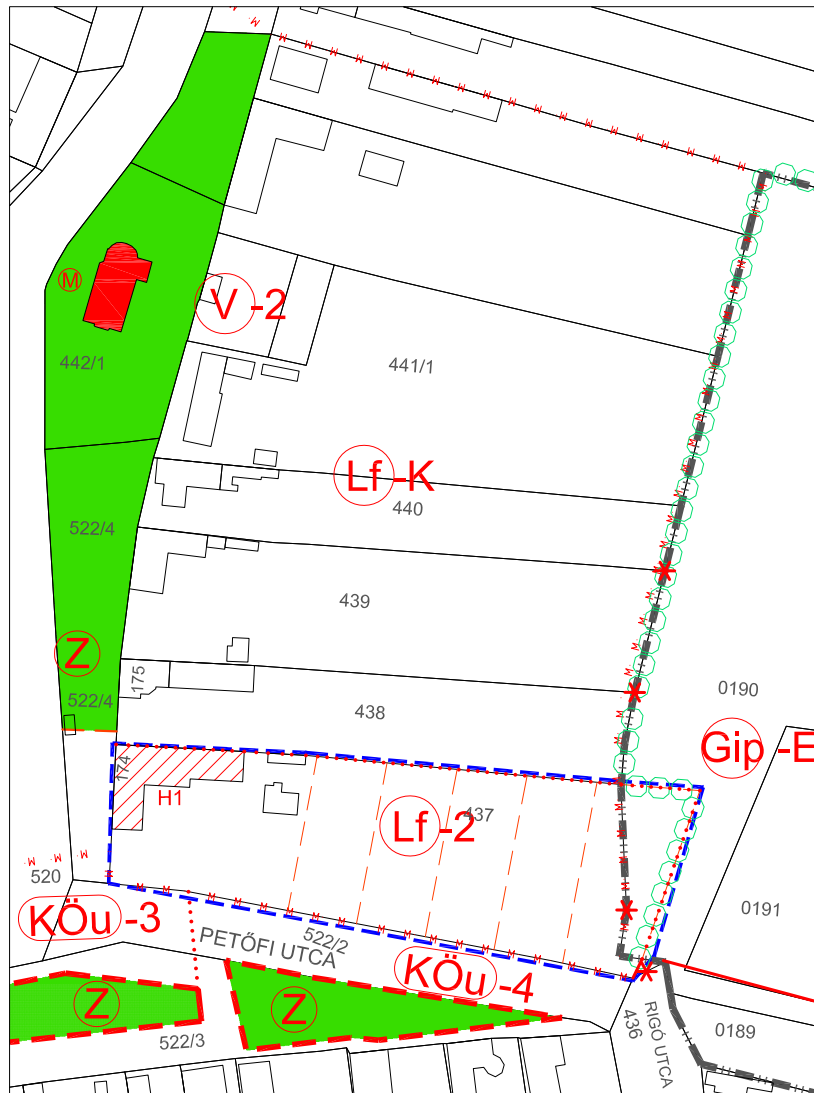 M
V -2
442/1
441/1
Lf -K
440
522/4
439
Z
175
0190
522/4
438
Gip -E
174
H1
437
Lf -2
520
0191
KÖu -3
522/2
PETŐFI UTCA
KÖu -4
Z
Z
522/3
436
RIGÓ UTCA
0189